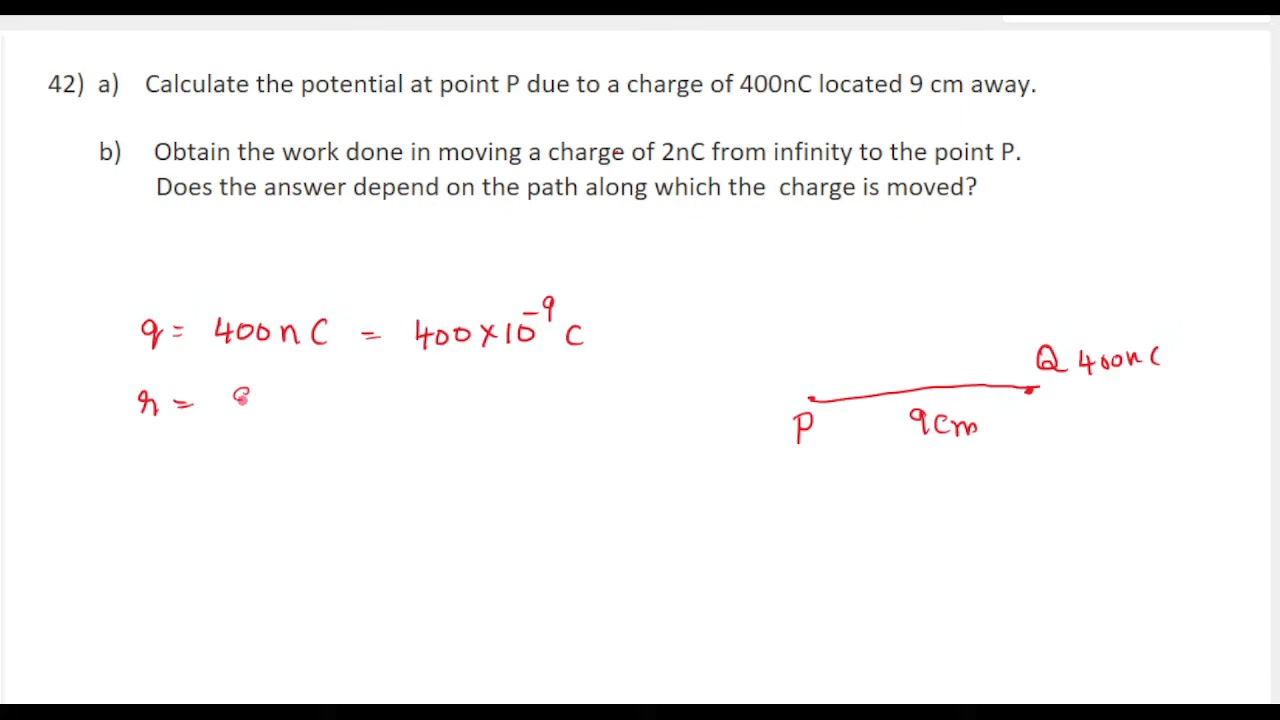 42) a) Calculate the potential at point P due to a charge of 400nC located 9 cm away.
b) Obtain the work done in moving a charge of 2nC from infinity to the point P.
Does the answer depend on the path along which the charge is moved?
q = 400 n C = 400 × 10⁻⁹ C
Q 400n C
r =
P 9cm